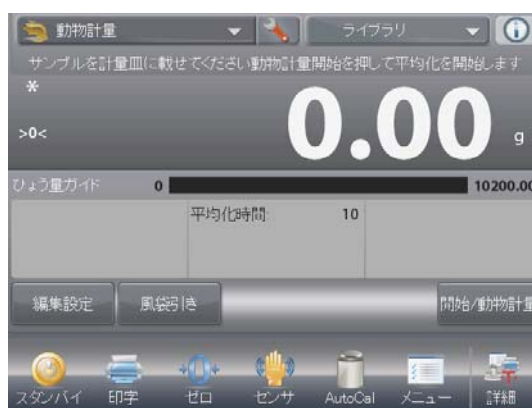 動物計量 ライブラリ
サンプルを計量皿に載せてください動物計量開始を押して平均化を開始します
*
0.00 g
>0<
ひょう量ガイド 0 10200.00
平均化時間: 10
編集設定 風袋引き 開始/動物計量
スタンバイ 印字 ゼロ センサ AutoCal メニュー 詳細